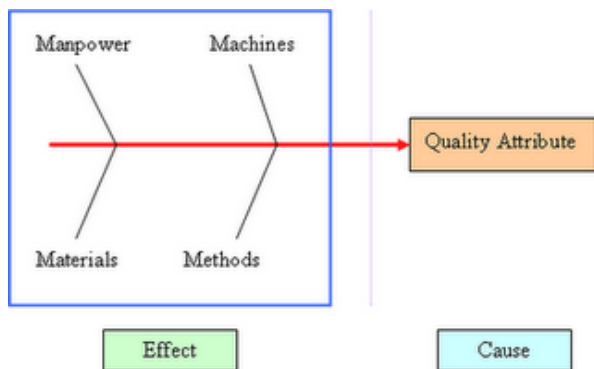 Manpower
Machines
Quality Attribute
Materials
Methods
Effect
Cause